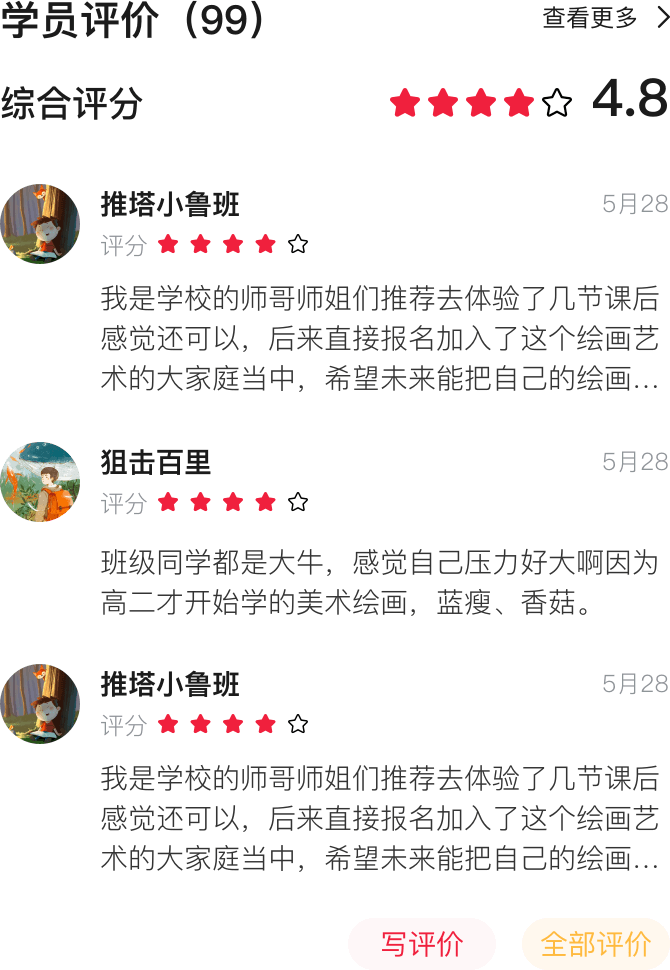 学员评价（99）
查看更多
综合评分
4.8
推塔小鲁班
5月28
评分
我是学校的师哥师姐们推荐去体验了几节课后
感觉还可以，后来直接报名加入了这个绘画艺
术的大家庭当中，希望未来能把自己的绘画...
狙击百里
5月28
评分
班级同学都是大牛，感觉自己压力好大啊因为
高二才开始学的美术绘画，蓝瘦、香菇。
推塔小鲁班
5月28
评分
我是学校的师哥师姐们推荐去体验了几节课后
感觉还可以，后来直接报名加入了这个绘画艺
术的大家庭当中，希望未来能把自己的绘画...
写评价
全部评价